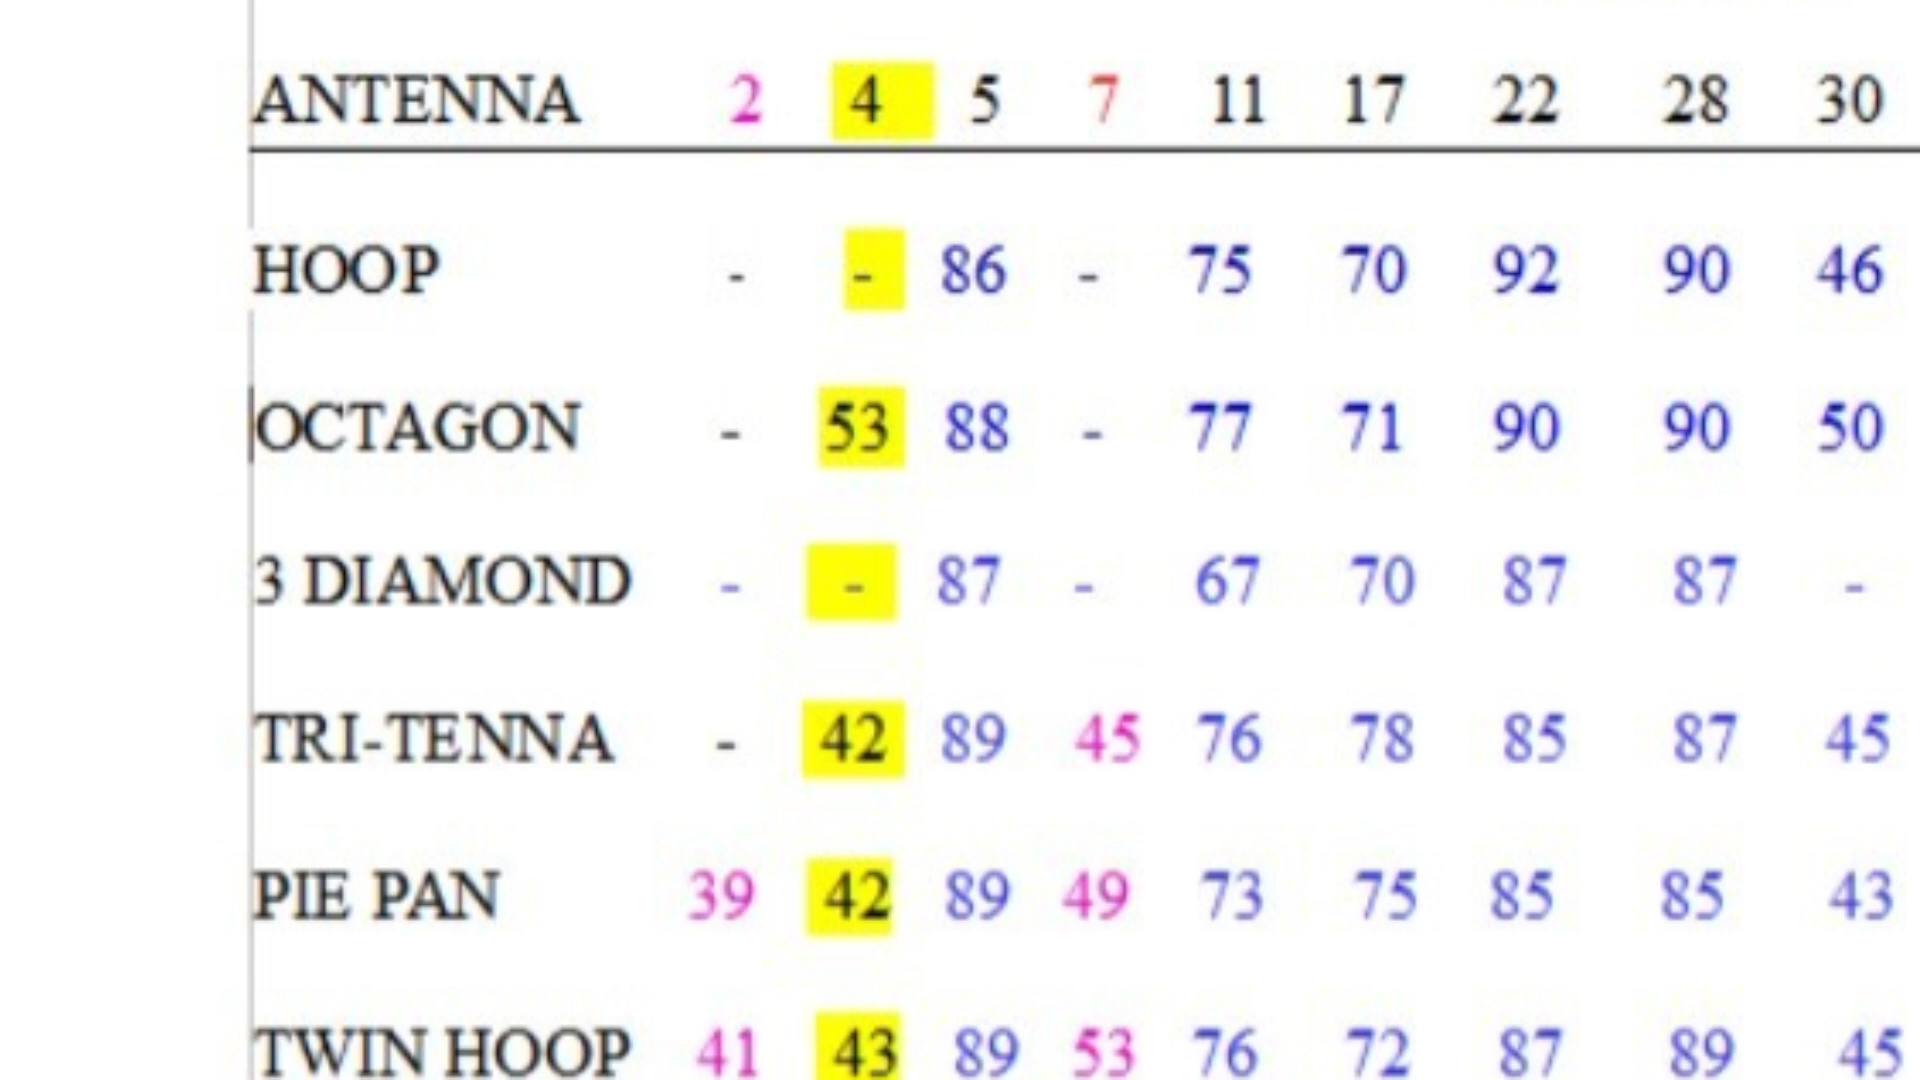 ANTENNA 2 4 5 7 11 17 22 28 30
HOOP - - 86 - 75 70 92 90 46
OCTAGON - 53 88 - 77 71 90 90 50
3 DIAMOND - - 87 - 67 70 87 87 -
TRI-TENNA - 42 89 45 76 78 85 87 45
PIE PAN 39 42 89 49 73 75 85 85 43
TWIN HOOP 41 43 89 53 76 72 87 89 45